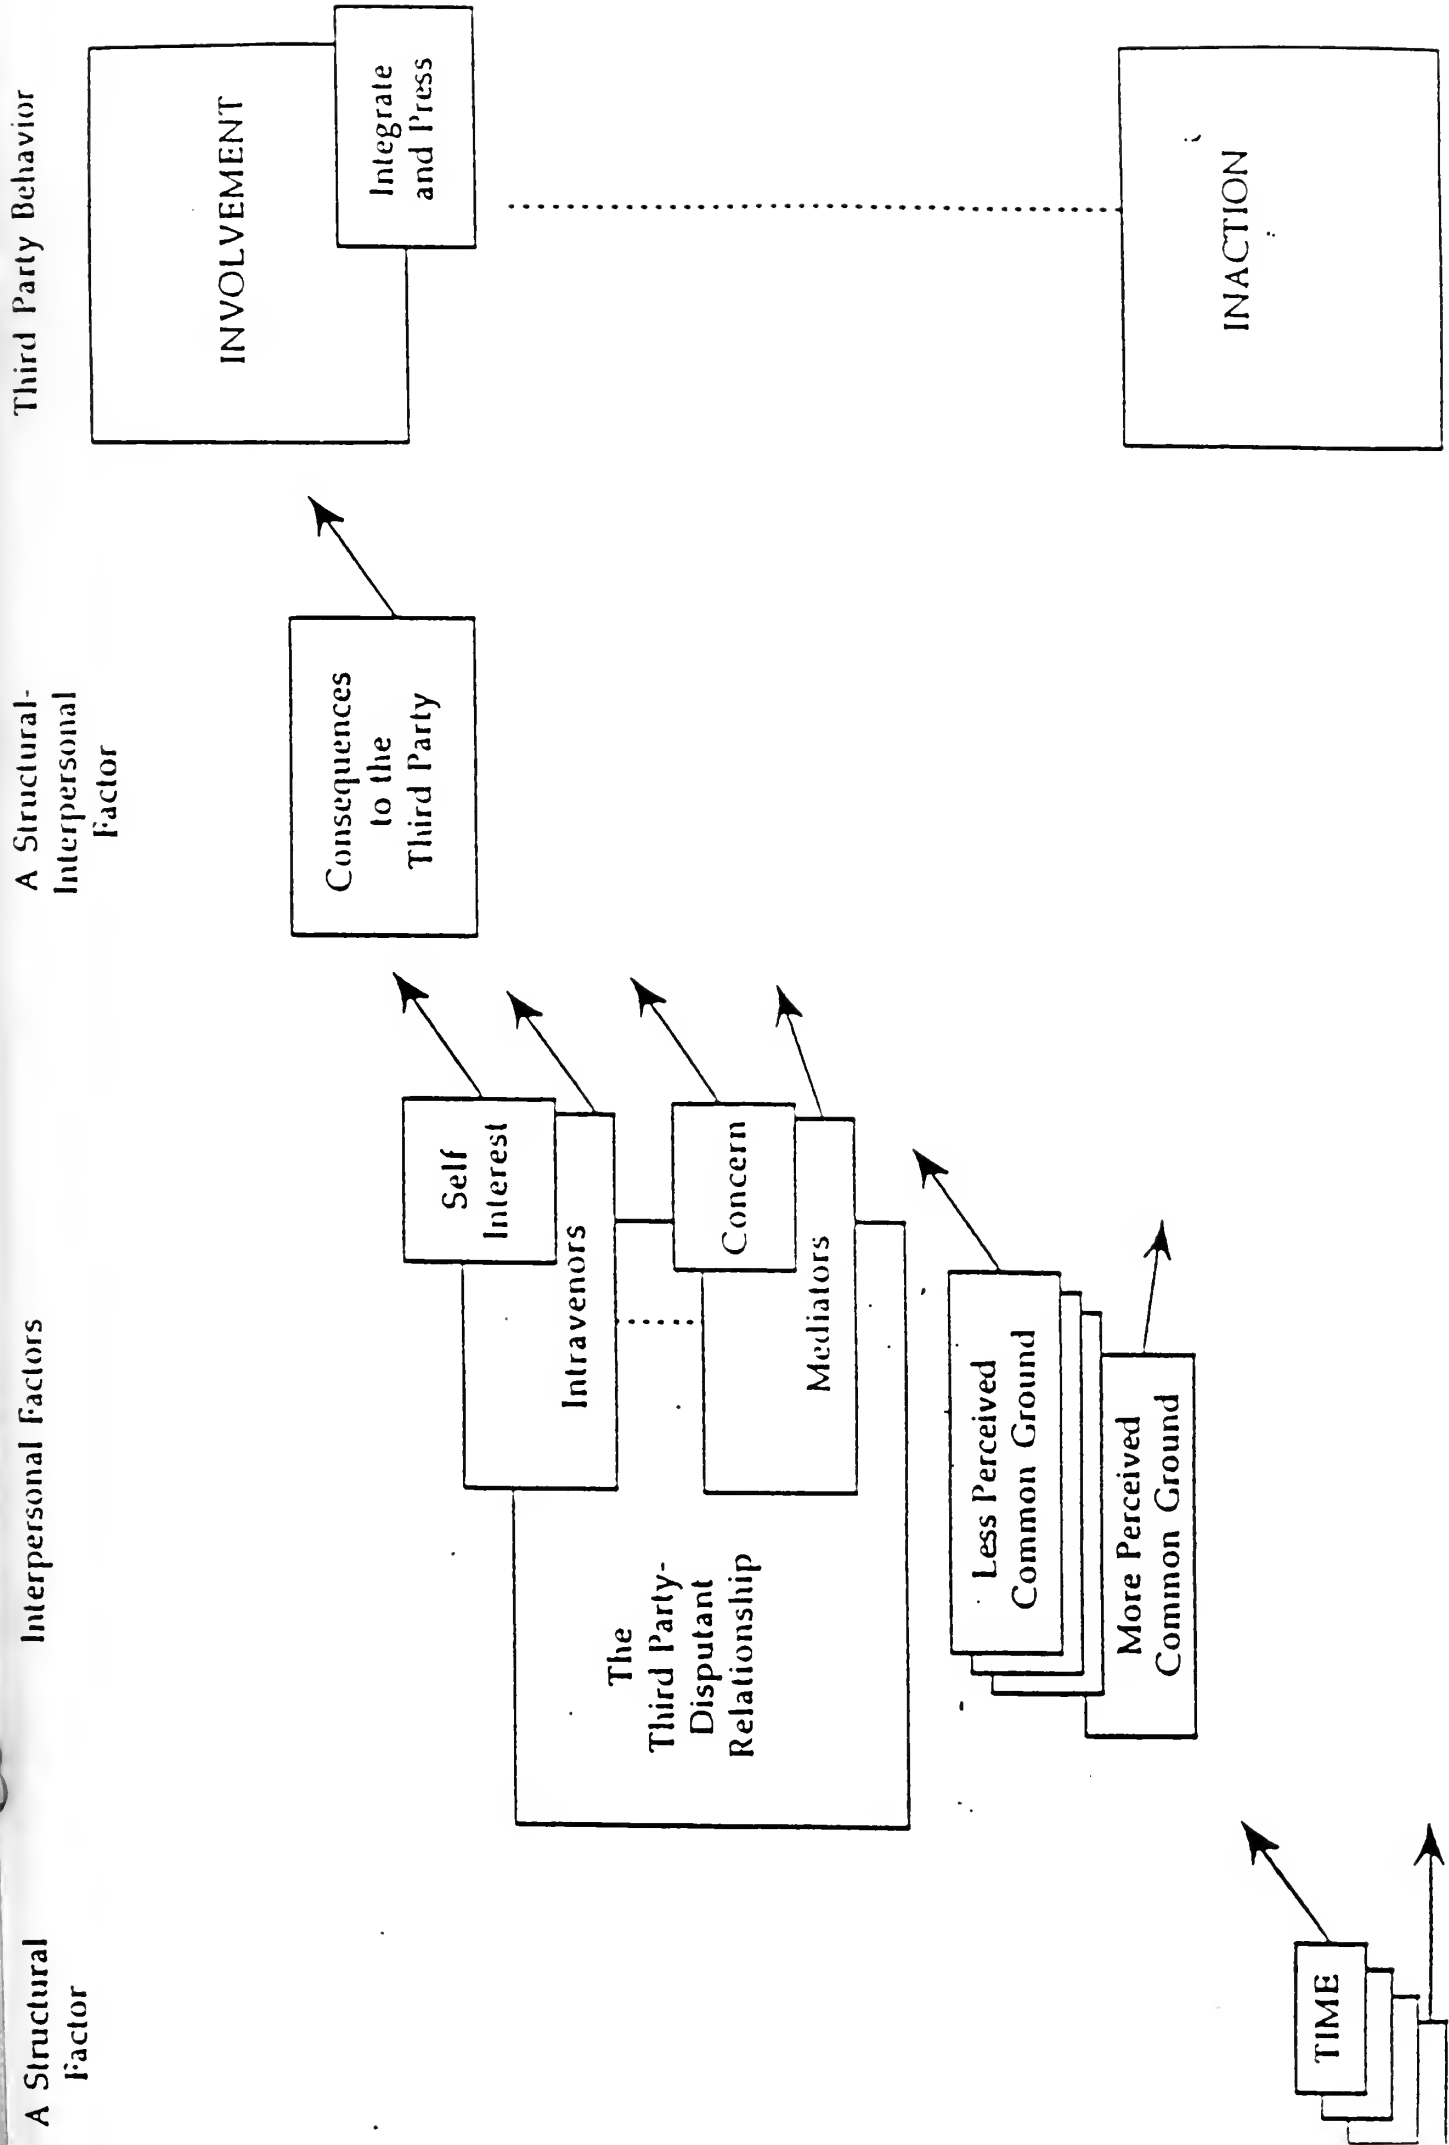 A Structural
Factor
Interpersonal Factors
A Structural-
Interpersonal
Factor
Third Party Behavior
TIME
The
Third Party-
Disputant
Relationship
Intravenors
Self
Interest
Mediators
Concern
Less Perceived
Common Ground
More Perceived
Common Ground
Consequences
to the
Third Party
INVOLVEMENT
Integrate
and Press
INACTION